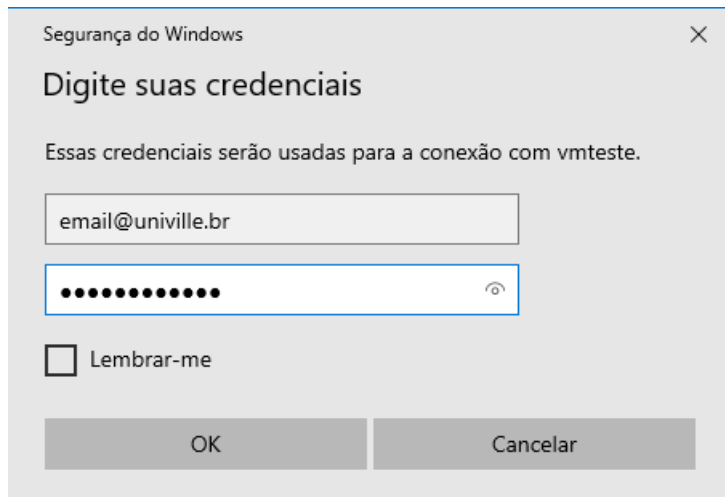 Segurança do Windows
Digite suas credenciais
Essas credenciais serão usadas para a conexão com vmteste.
email@univille.br
●●●●●●●●●●●●
Lembrar-me
OK
Cancelar